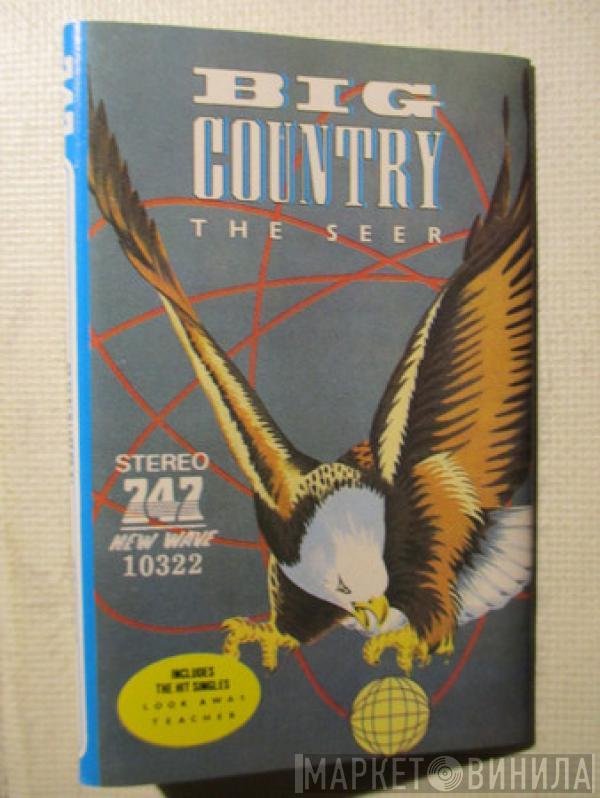 BIG
COUNTRY
THE SEER
STEREO
747
NEW WAVE
10322
INCLUDES
THE HIT SINGLES
LOOK AWAY
TEACHER
МАРКЕТ ВИНИЛА